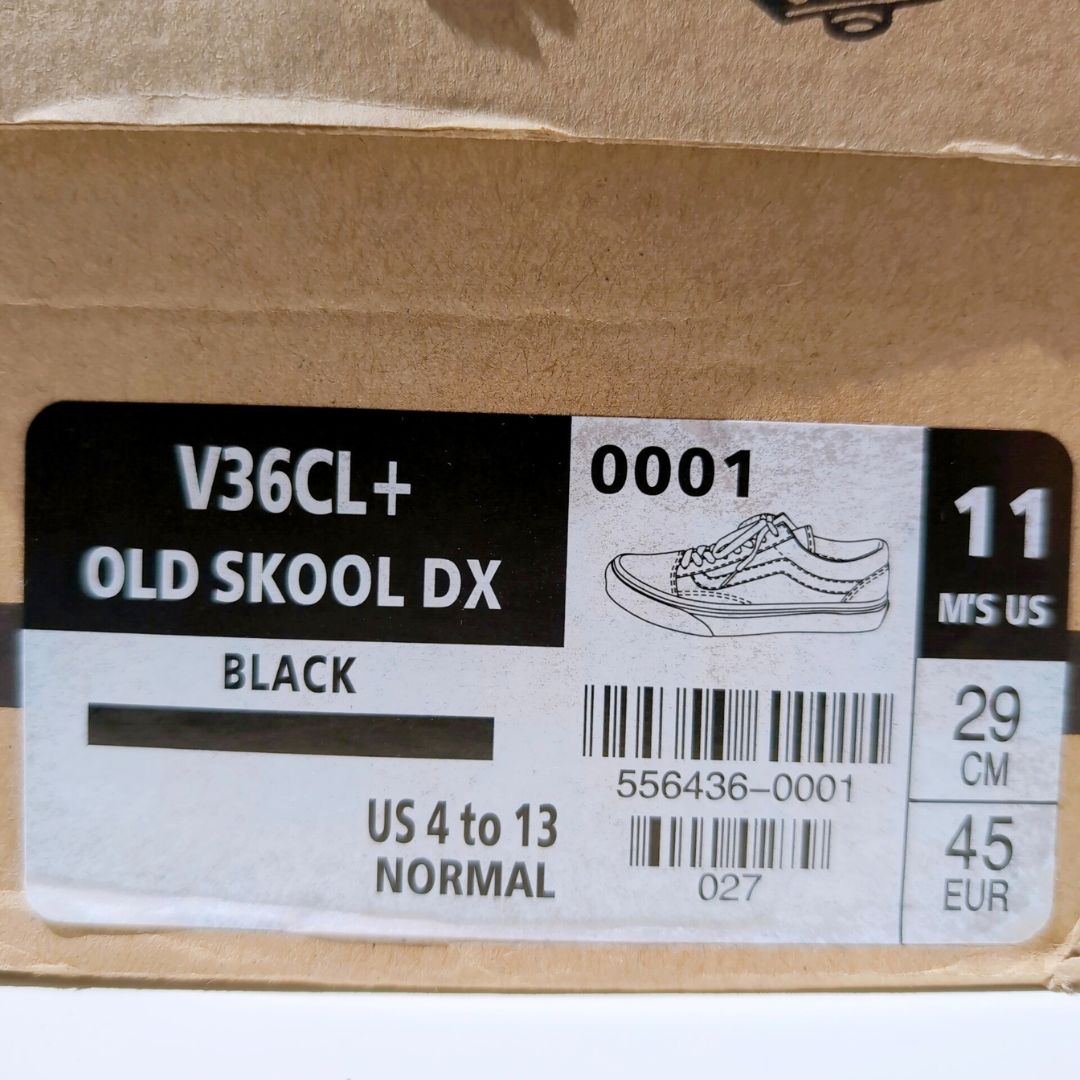 V36CL+
OLD SKOOL DX
BLACK
US 4 to 13
NORMAL
0001
556436-0001
027
11
M'S US
29
CM
45
EUR